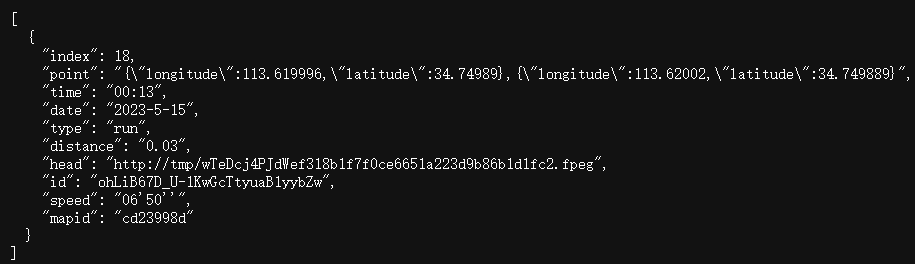 [
  {
    "index": 18,
    "point": "{\"longitude\":113.619996,\"latitude\":34.74989},{\"longitude\":113.62002,\"latitude\":34.749889}",
    "time": "00:13",
    "date": "2023-5-15",
    "type": "run",
    "distance": "0.03",
    "head": "http://tmp/wTeDcj4PJdWef318b1f7f0ce6651a223d9b86b1d1fc2.fpeg",
    "id": "ohLiB67D_U-1KwGcTtyuaB1yybZw",
    "speed": "06'50''",
    "mapid": "cd23998d"
  }
]